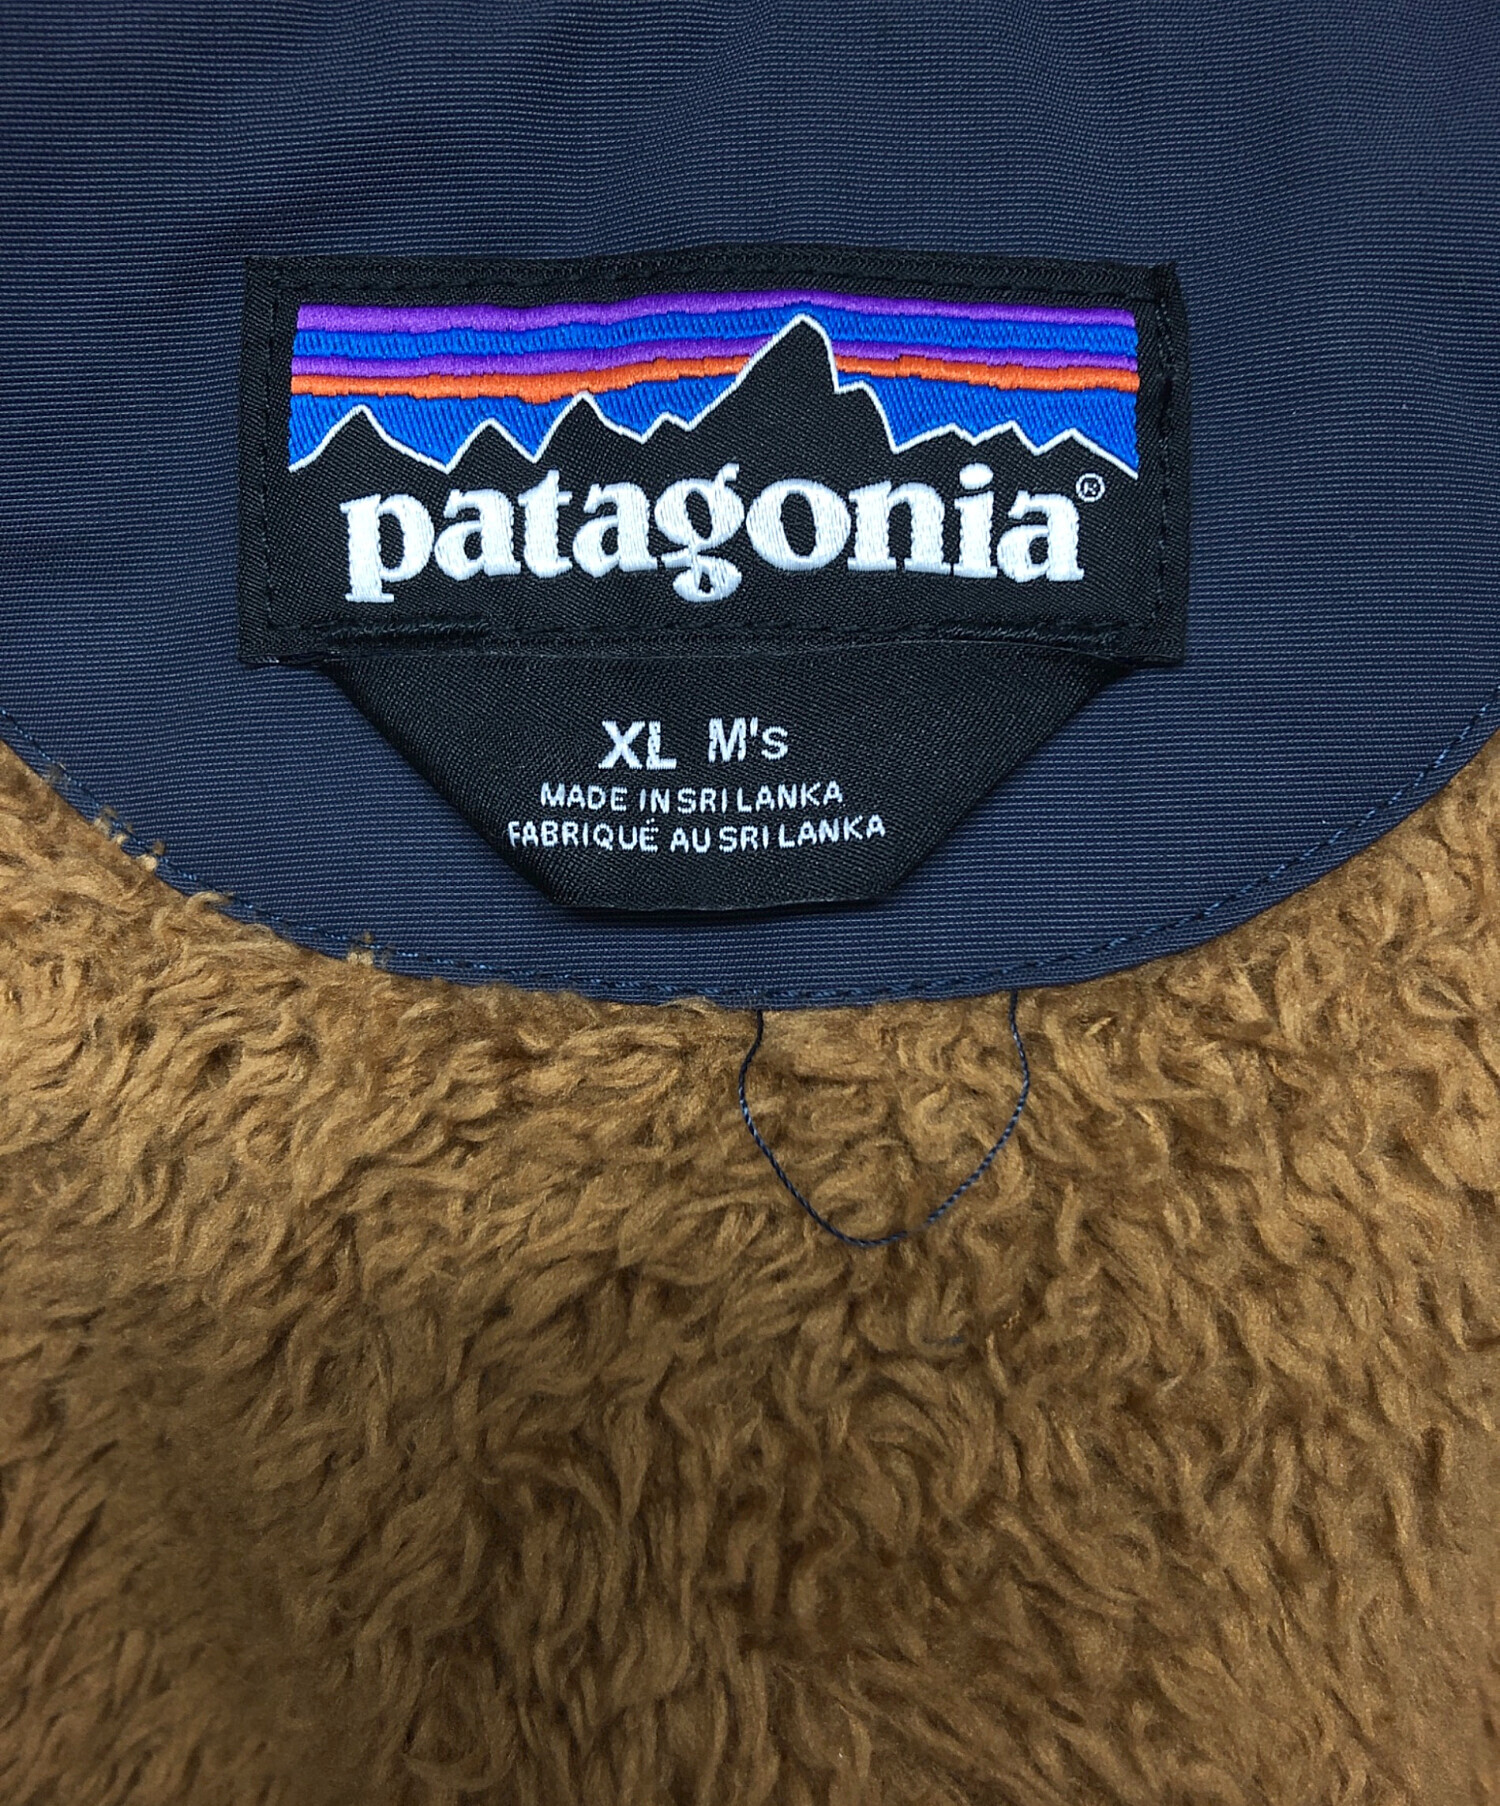 patagonia®
XL M's
MADE IN SRI LANKA
FABRIQUÉ AU SRI LANKA